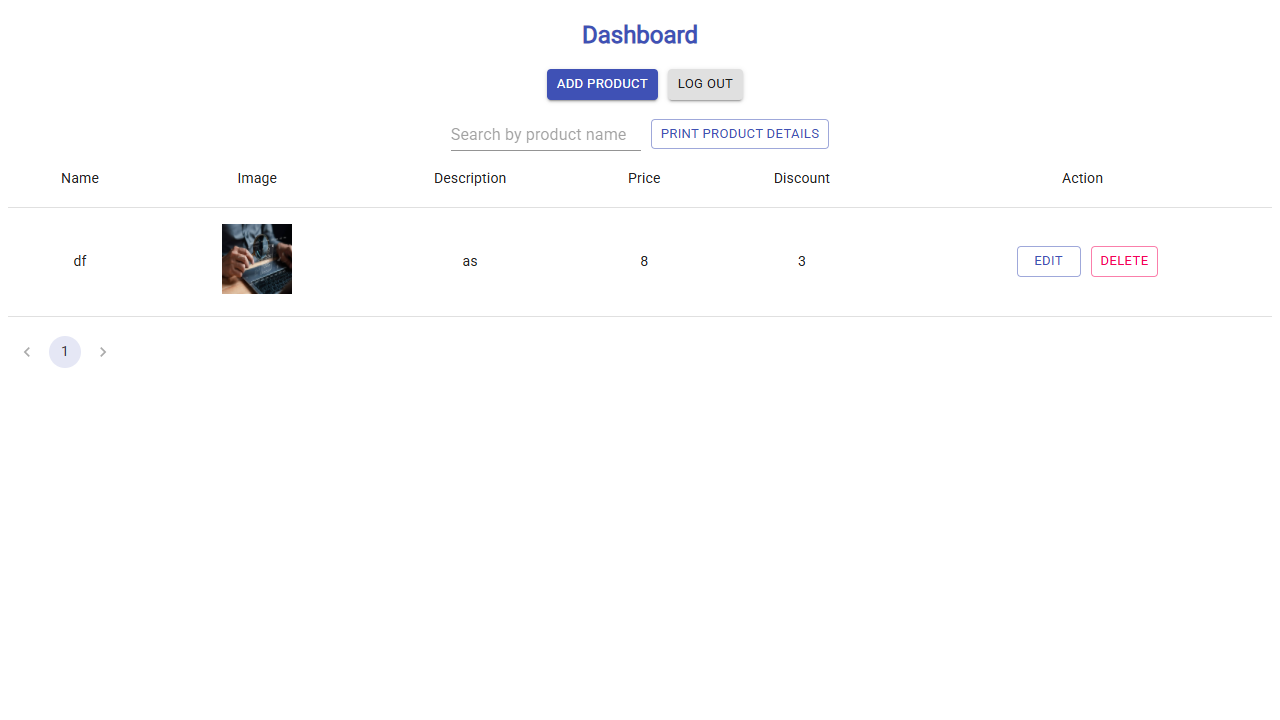 Dashboard
ADD PRODUCT LOG OUT
Search by product name PRINT PRODUCT DETAILS
Name Image Description Price Discount Action
df as 8 3 EDIT DELETE
1